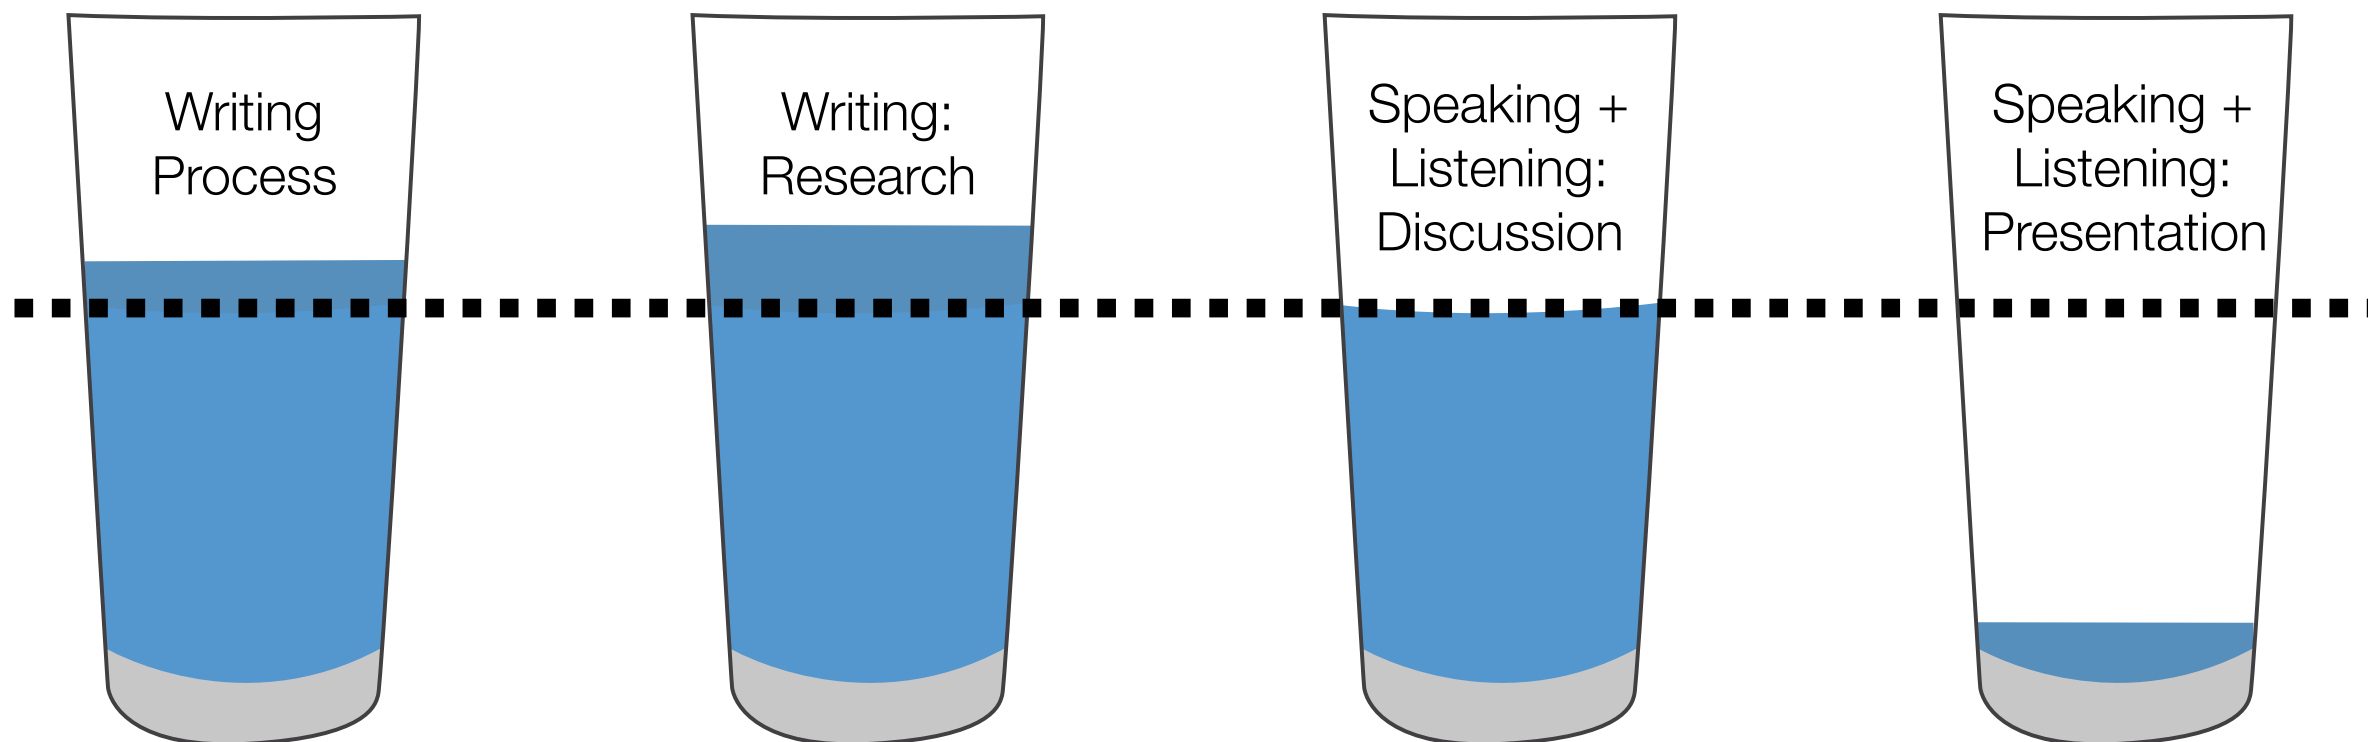 Writing
Process
Writing:
Research
Speaking +
Listening:
Discussion
Speaking +
Listening:
Presentation